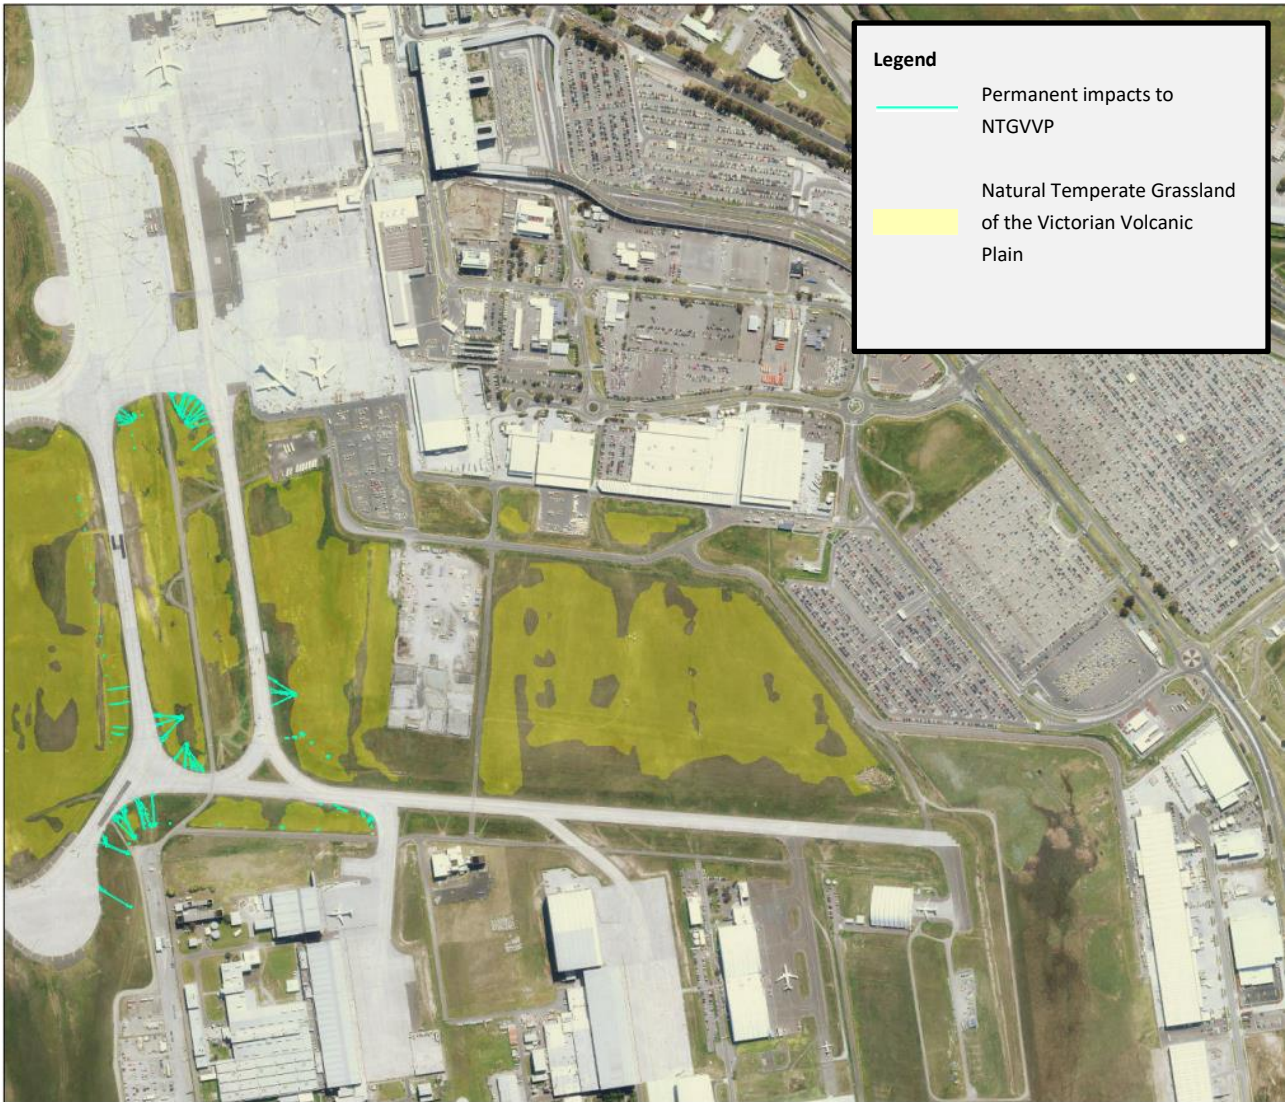 Legend
Permanent impacts to
NTGVVP
Natural Temperate Grassland
of the Victorian Volcanic
Plain